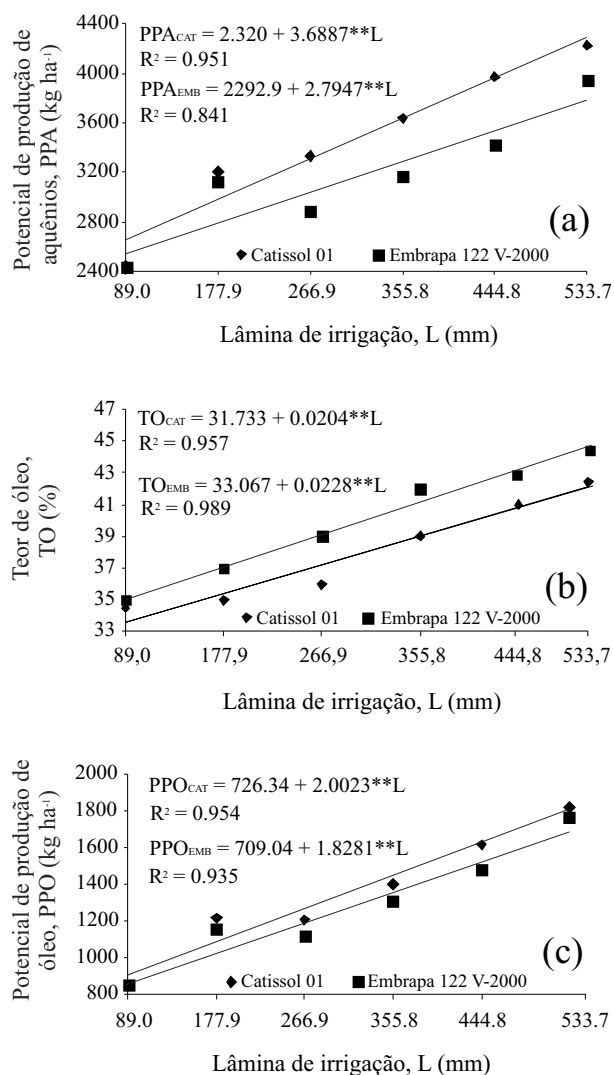 Potencial de produção de
aquênios, PPA (kg ha⁻¹)
4400
4000
3600
3200
2800
2400
PPACAT = 2.320 + 3.6887**L
R² = 0.951
PPAEMB = 2292.9 + 2.7947**L
R² = 0.841
(a)
Catissol 01 Embrapa 122 V-2000
89.0 177.9 266.9 355.8 444.8 533.7
Lâmina de irrigação, L (mm)
Teor de óleo,
TO (%)
47
45
43
41
39
37
35
33
TOCAT = 31.733 + 0.0204**L
R² = 0.957
TOEMB = 33.067 + 0.0228**L
R² = 0.989
(b)
Catissol 01 Embrapa 122 V-2000
89,0 177,9 266,9 355,8 444,8 533.7
Lâmina de irrigação, L (mm)
Potencial de produção de
óleo, PPO (kg ha⁻¹)
2000
1800
1600
1400
1200
1000
800
PPOCAT = 726.34 + 2.0023**L
R² = 0.954
PPOEMB = 709.04 + 1.8281**L
R² = 0.935
(c)
Catissol 01 Embrapa 122 V-2000
89.0 177.9 266.9 355.8 444.8 533.7
Lâmina de irrigação, L (mm)